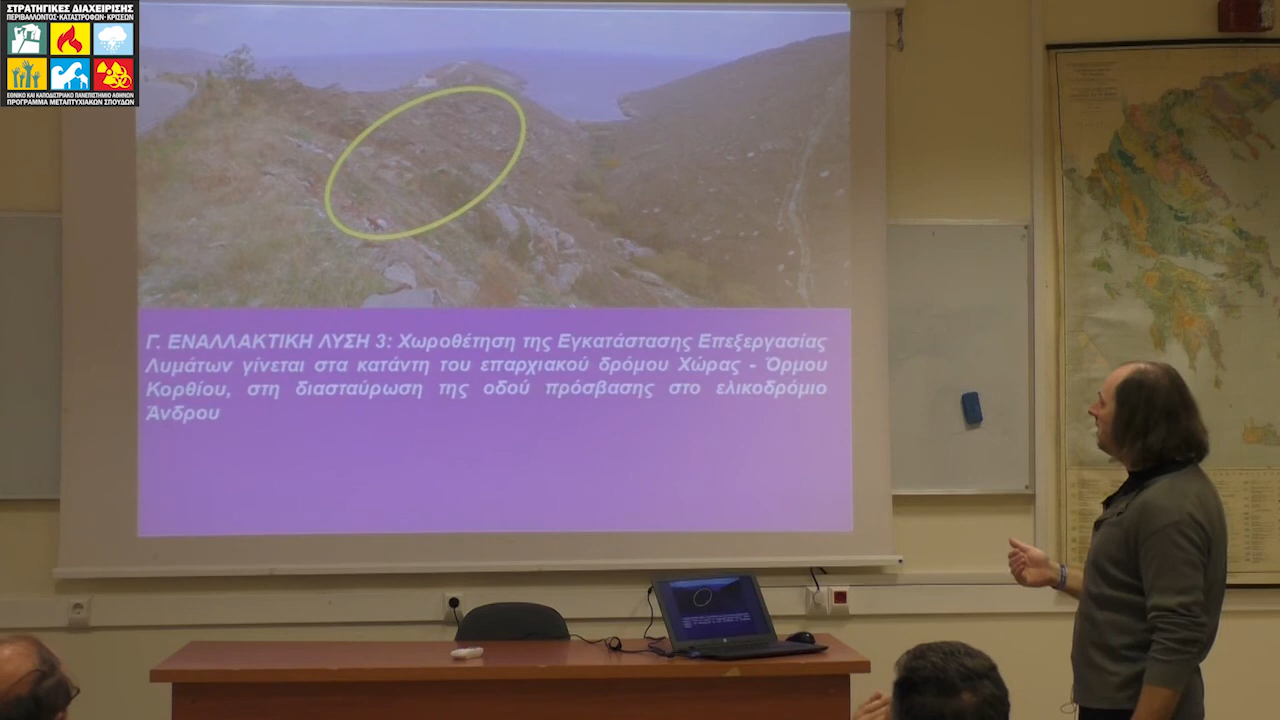 ΣΤΡΑΤΗΓΙΚΕΣ ΔΙΑΧΕΙΡΙΣΗΣ
ΠΕΡΙΒΑΛΛΟΝΤΟΣ·ΚΑΤΑΣΤΡΟΦΩΝ·ΚΡΙΣΕΩΝ
ΕΘΝΙΚΟ ΚΑΙ ΚΑΠΟΔΙΣΤΡΙΑΚΟ ΠΑΝΕΠΙΣΤΗΜΙΟ ΑΘΗΝΩΝ
ΠΡΟΓΡΑΜΜΑ ΜΕΤΑΠΤΥΧΙΑΚΩΝ ΣΠΟΥΔΩΝ
Γ. ΕΝΑΛΛΑΚΤΙΚΗ ΛΥΣΗ 3: Χωροθέτηση της Εγκατάστασης Επεξεργασίας
Λυμάτων γίνεται στα κατάντη του επαρχιακού δρόμου Χώρας - Όρμου
Κορθίου, στη διασταύρωση της οδού πρόσβασης στο ελικοδρόμιο
Άνδρου